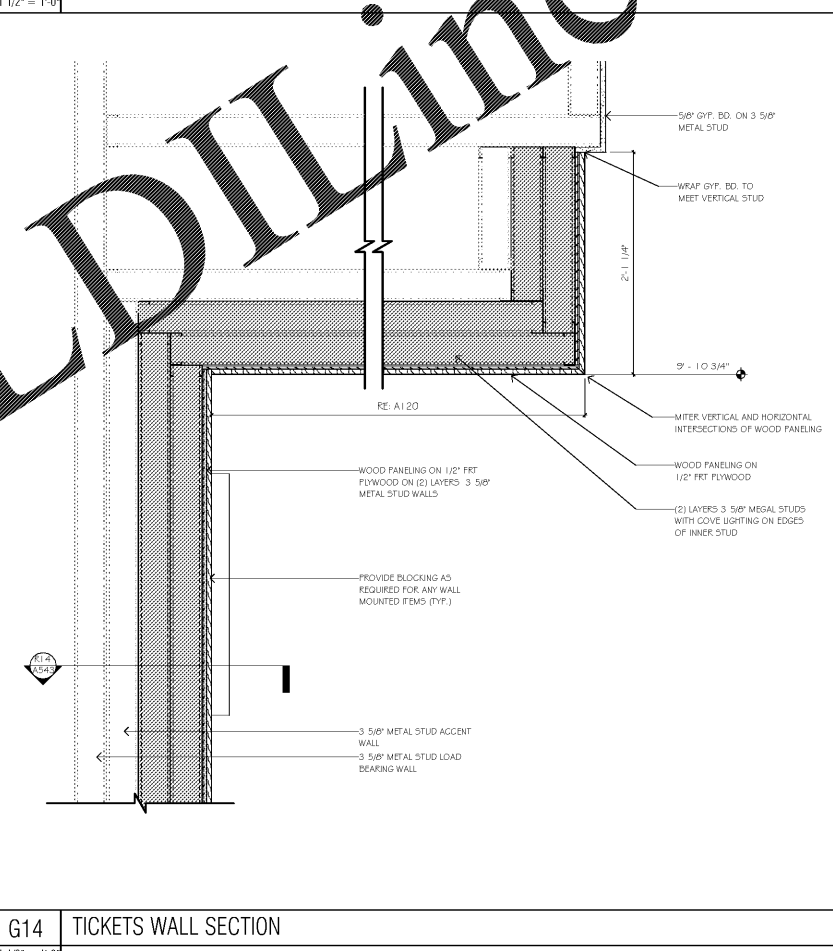 1 1/2" = 1'-0"
LDILine
5/8" GYP. BD. ON 3 5/8"
METAL STUD
WRAP GYP. BD. TO
MEET VERTICAL STUD
2'-1 1/4"
9' - 10 3/4"
RE: A120
MITER VERTICAL AND HORIZONTAL
INTERSECTIONS OF WOOD PANELING
WOOD PANELING ON
1/2" FRT PLYWOOD
WOOD PANELING ON 1/2" FRT
PLYWOOD ON (2) LAYERS 3 5/8"
METAL STUD WALLS
(2) LAYERS 3 5/8" MEGAL STUDS
WITH COVE LIGHTING ON EDGES
OF INNER STUD
PROVIDE BLOCKING AS
REQUIRED FOR ANY WALL
MOUNTED ITEMS (TYP.)
R14
A543
3 5/8" METAL STUD ACCENT
WALL
3 5/8" METAL STUD LOAD
BEARING WALL
G14 TICKETS WALL SECTION